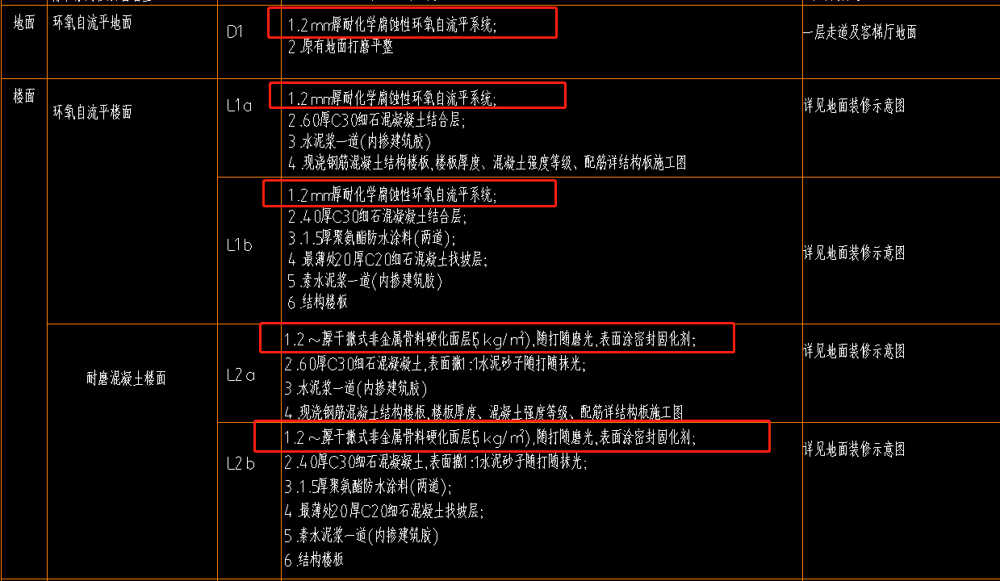 地面
环氧自流平地面
D1
1.2mm厚耐化学腐蚀性环氧自流平系统;
2.原有地面打磨平整
一层走道及客梯厅地面
楼面
环氧自流平楼面
L1a
1.2mm厚耐化学腐蚀性环氧自流平系统;
2.60厚C30细石混凝凝土结合层;
3.水泥浆一道(内掺建筑胶)
4.现浇钢筋混凝土结构楼板,楼板厚度、混凝土强度等级、配筋详结构板施工图
详见地面装修示意图
L1b
1.2mm厚耐化学腐蚀性环氧自流平系统;
2.40厚C30细石混凝凝土结合层;
3.1.5厚聚氨酯防水涂料(两道);
4.最薄处20厚C20细石混凝土找坡层;
5.素水泥浆一道(内掺建筑胶)
6.结构楼板
详见地面装修示意图
耐磨混凝土楼面
L2a
1.2～厚干撒式非金属骨料硬化面层(5kg/m²),随打随磨光,表面涂密封固化剂;
2.60厚C30细石混凝凝土,表面撒1:1水泥砂子随打随抹光;
3.水泥浆一道(内掺建筑胶)
4.现浇钢筋混凝土结构楼板,楼板厚度、混凝土强度等级、配筋详结构板施工图
详见地面装修示意图
L2b
1.2～厚干撒式非金属骨料硬化面层(5kg/m²),随打随磨光,表面涂密封固化剂;
2.40厚C30细石混凝凝土,表面撒1:1水泥砂子随打随抹光;
3.1.5厚聚氨酯防水涂料(两道);
4.最薄处20厚C20细石混凝土找坡层;
5.素水泥浆一道(内掺建筑胶)
6.结构楼板
详见地面装修示意图